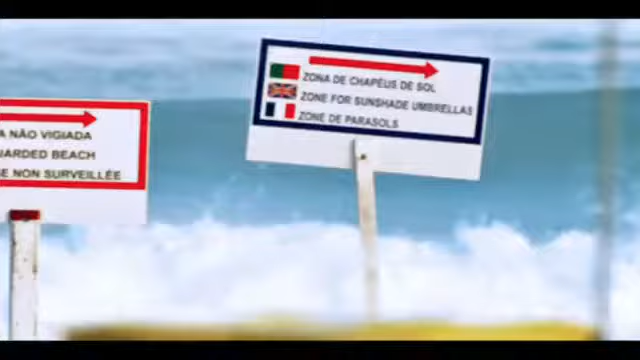 A NÃO VIGIADA
UARDED BEACH
E NON SURVEILLÉE
ZONA DE CHAPÉUS DE SOL
ZONE FOR SUNSHADE UMBRELLAS
ZONE DE PARASOLS